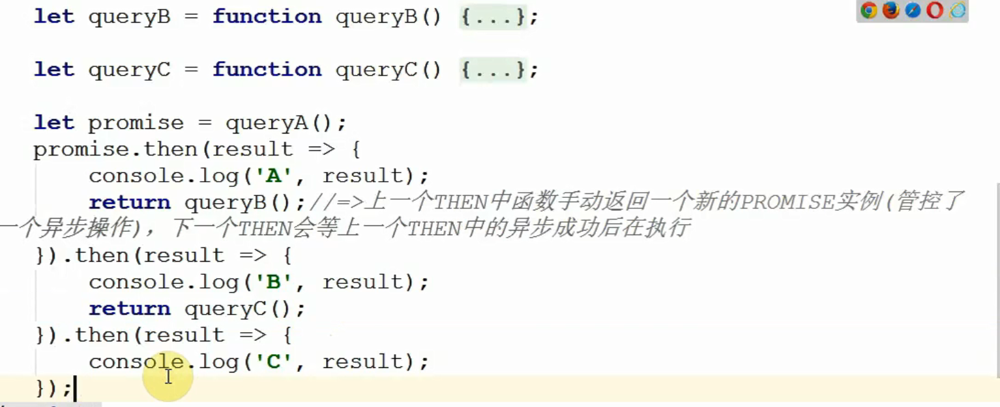 let queryB = function queryB() {...};
let queryC = function queryC() {...};
let promise = queryA();
promise.then(result => {
console.log('A', result);
return queryB();//=>上一个THEN中函数手动返回一个新的PROMISE实例(管控了
一个异步操作)，下一个THEN会等上一个THEN中的异步成功后在执行
}).then(result => {
console.log('B', result);
return queryC();
}).then(result => {
console.log('C', result);
});